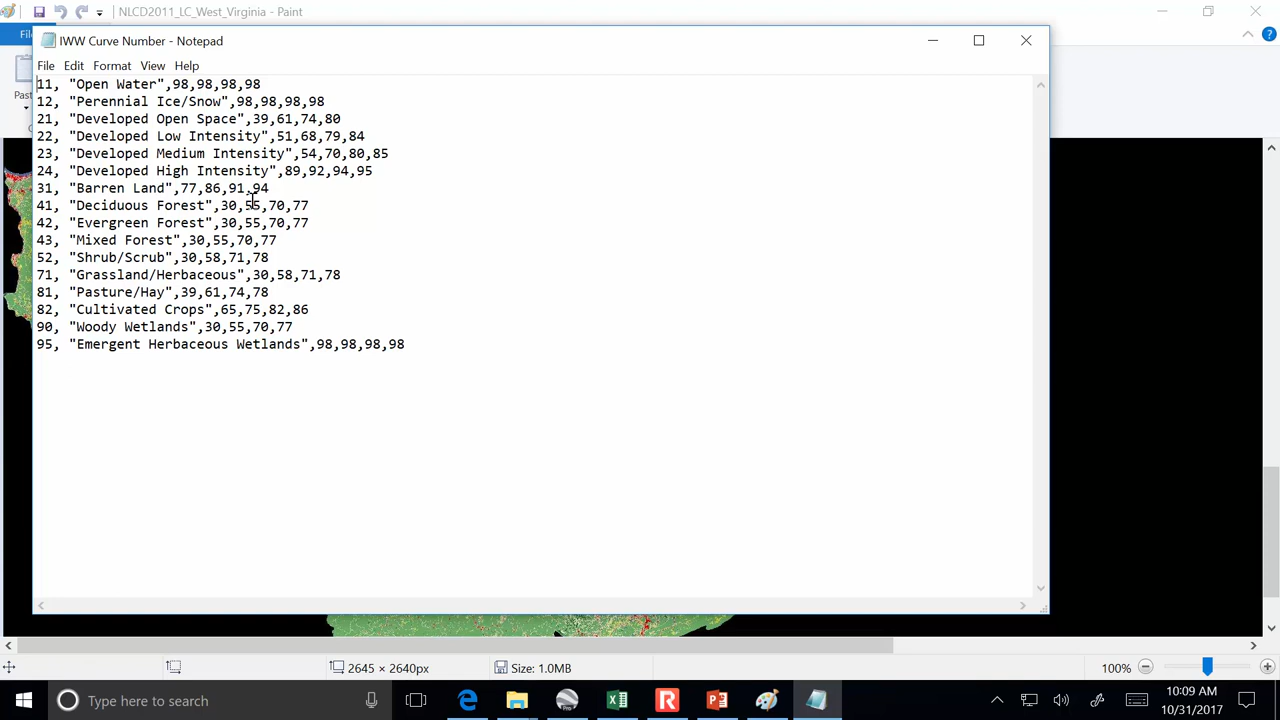 NLCD2011_LC_West_Virginia - Paint
IWW Curve Number - Notepad
File Edit Format View Help
11, "Open Water",98,98,98,98
12, "Perennial Ice/Snow",98,98,98,98
21, "Developed Open Space",39,61,74,80
22, "Developed Low Intensity",51,68,79,84
23, "Developed Medium Intensity",54,70,80,85
24, "Developed High Intensity",89,92,94,95
31, "Barren Land",77,86,91,94
41, "Deciduous Forest",30,55,70,77
42, "Evergreen Forest",30,55,70,77
43, "Mixed Forest",30,55,70,77
52, "Shrub/Scrub",30,58,71,78
71, "Grassland/Herbaceous",30,58,71,78
81, "Pasture/Hay",39,61,74,78
82, "Cultivated Crops",65,75,82,86
90, "Woody Wetlands",30,55,70,77
95, "Emergent Herbaceous Wetlands",98,98,98,98
2645 × 2640px Size: 1.0MB 100%
Type here to search
10:09 AM
10/31/2017